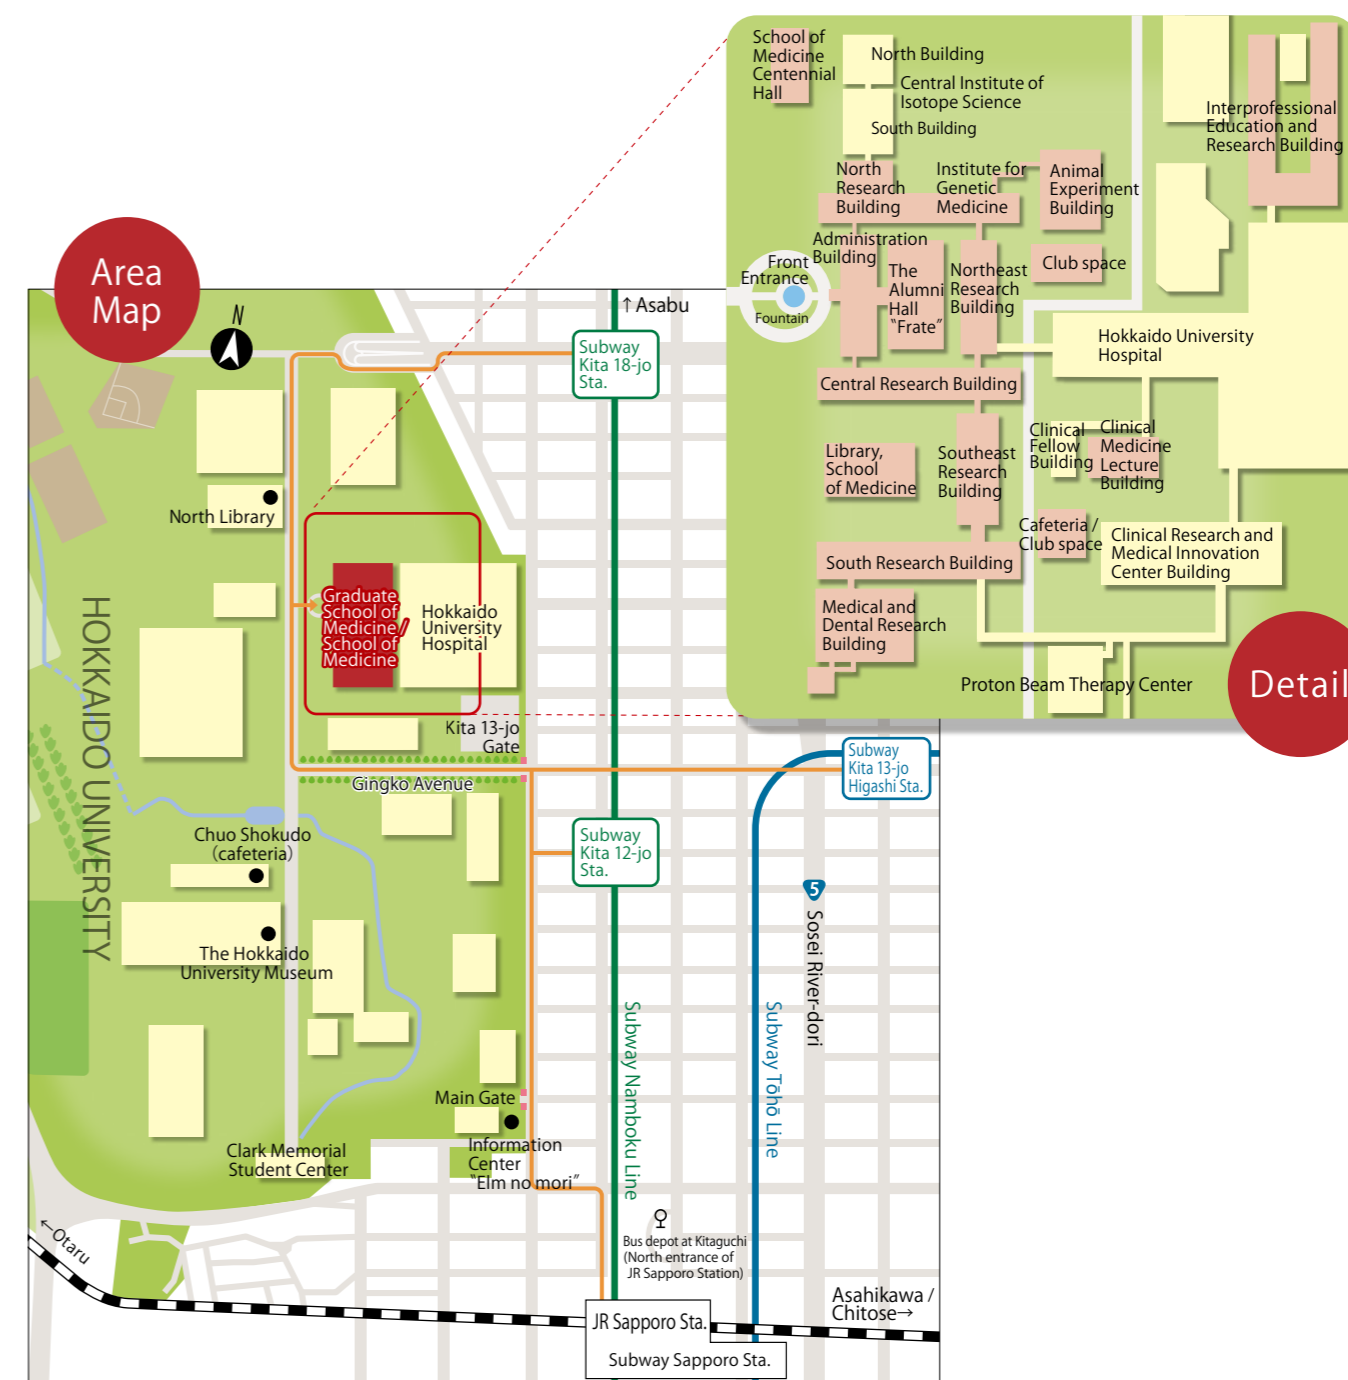 Area
Map
N
↑Asabu
Subway
Kita 18-jo
Sta.
North Library
Graduate
School of
Medicine/
School of
Medicine
Hokkaido
University
Hospital
HOKKAIDO UNIVERSITY
Kita 13-jo
Gate
Gingko Avenue
Subway
Kita 13-jo
Higashi Sta.
Subway
Kita 12-jo
Sta.
Chuo Shokudo
(cafeteria)
5
Sosei River-dori
The Hokkaido
University Museum
Subway Namboku Line
Subway Tōhō Line
Main Gate
Information
Center
"Elm no mori"
Clark Memorial
Student Center
Bus depot at Kitaguchi
(North entrance of
JR Sapporo Station)
←Otaru
Asahikawa /
Chitose→
JR Sapporo Sta.
Subway Sapporo Sta.
School of
Medicine
Centennial
Hall
North Building
Central Institute of
Isotope Science
South Building
Interprofessional
Education and
Research Building
North
Research
Building
Institute for
Genetic
Medicine
Animal
Experiment
Building
Administration
Building
Front
Entrance
Fountain
The
Alumni
Hall
"Frate"
Northeast
Research
Building
Club space
Hokkaido University
Hospital
Central Research Building
Library,
School
of Medicine
Southeast
Research
Building
Clinical
Fellow
Building
Clinical
Medicine
Lecture
Building
Cafeteria /
Club space
Clinical Research and
Medical Innovation
Center Building
South Research Building
Medical and
Dental Research
Building
Proton Beam Therapy Center
Detail